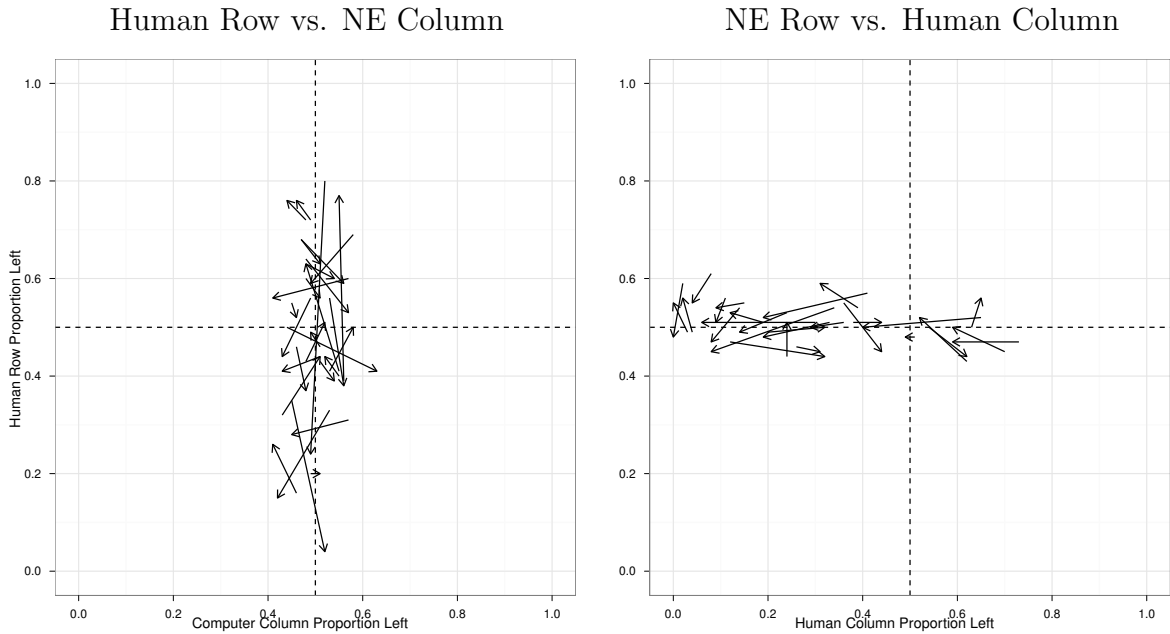 Human Row vs. NE Column
1.0
0.8
0.6
0.4
0.2
0.0
Human Row Proportion Left
0.0 0.2 0.4 0.6 0.8 1.0
Computer Column Proportion Left
NE Row vs. Human Column
1.0
0.8
0.6
0.4
0.2
0.0
0.0 0.2 0.4 0.6 0.8 1.0
Human Column Proportion Left